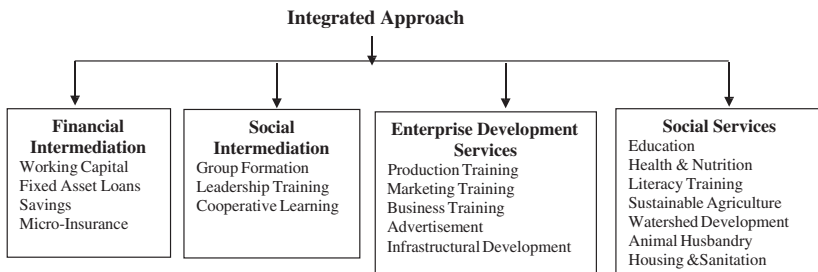 Integrated Approach
Financial
Intermediation
Working Capital
Fixed Asset Loans
Savings
Micro-Insurance
Social
Intermediation
Group Formation
Leadership Training
Cooperative Learning
Enterprise Development
Services
Production Training
Marketing Training
Business Training
Advertisement
Infrastructural Development
Social Services
Education
Health & Nutrition
Literacy Training
Sustainable Agriculture
Watershed Development
Animal Husbandry
Housing &Sanitation